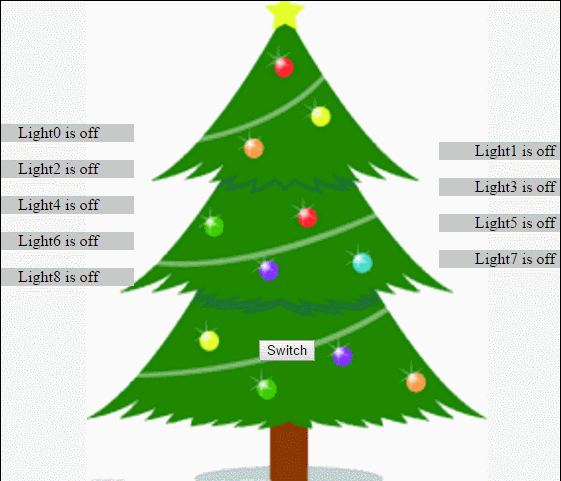 Light0 is off
Light1 is off
Light2 is off
Light3 is off
Light4 is off
Light5 is off
Light6 is off
Light7 is off
Light8 is off
Switch